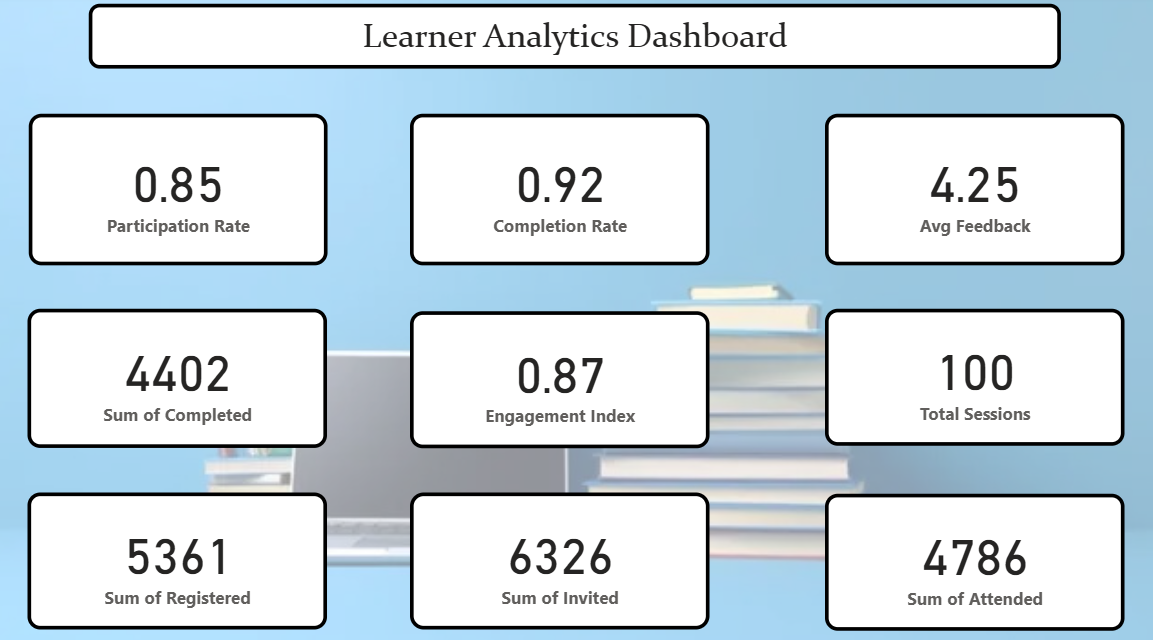 Learner Analytics Dashboard
0.85
Participation Rate
0.92
Completion Rate
4.25
Avg Feedback
4402
Sum of Completed
0.87
Engagement Index
100
Total Sessions
5361
Sum of Registered
6326
Sum of Invited
4786
Sum of Attended